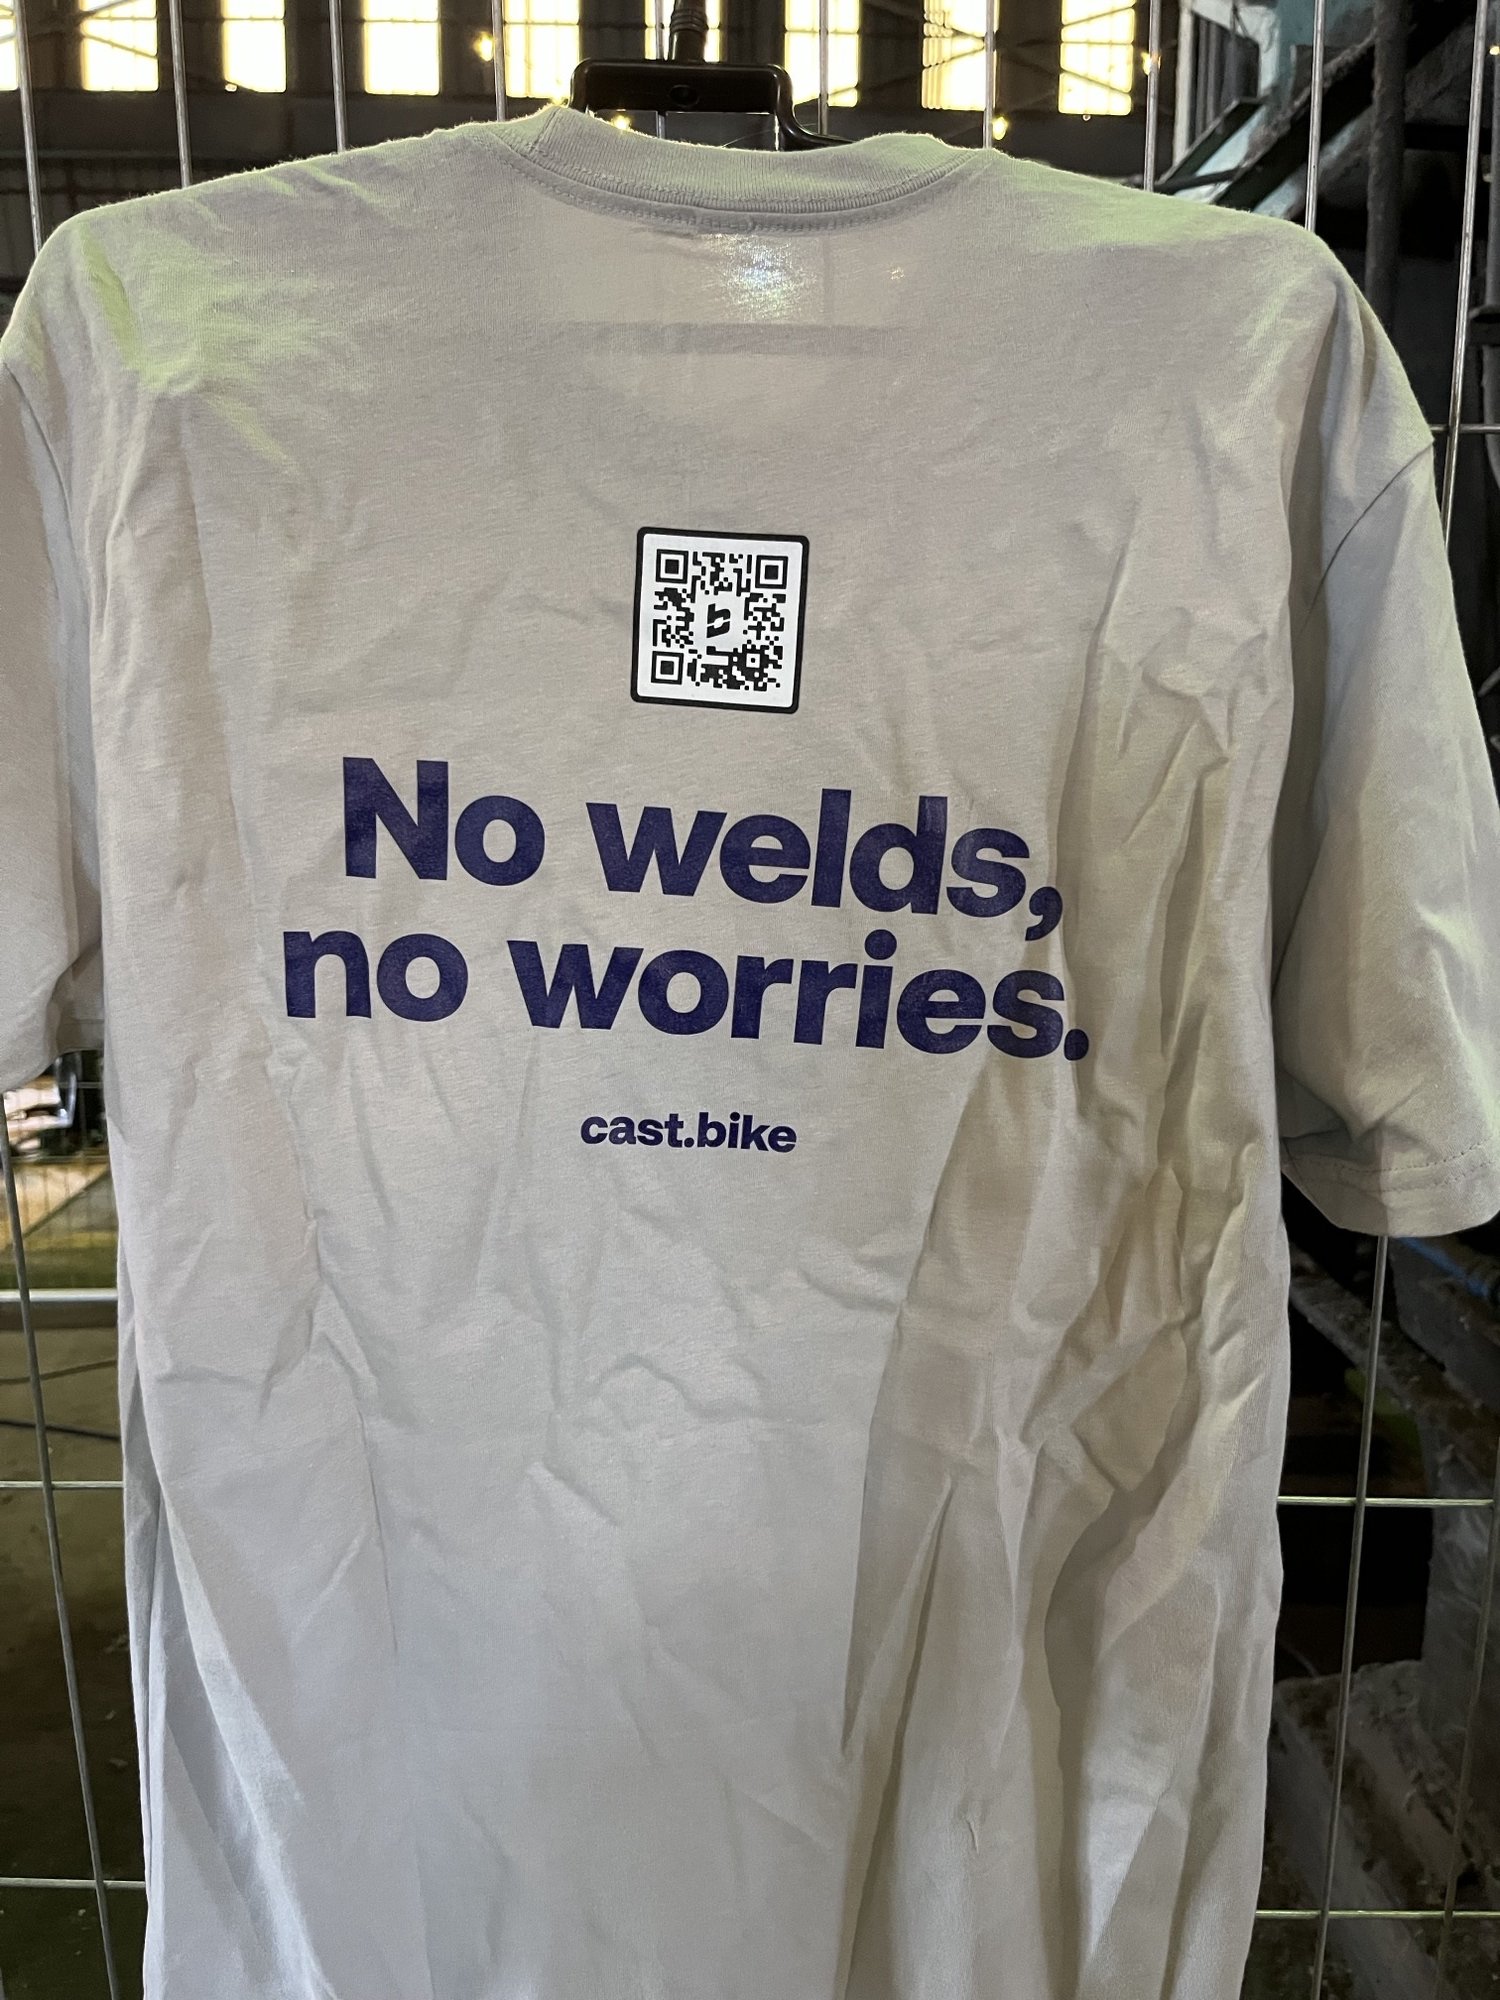 No welds,
no worries.
cast.bike